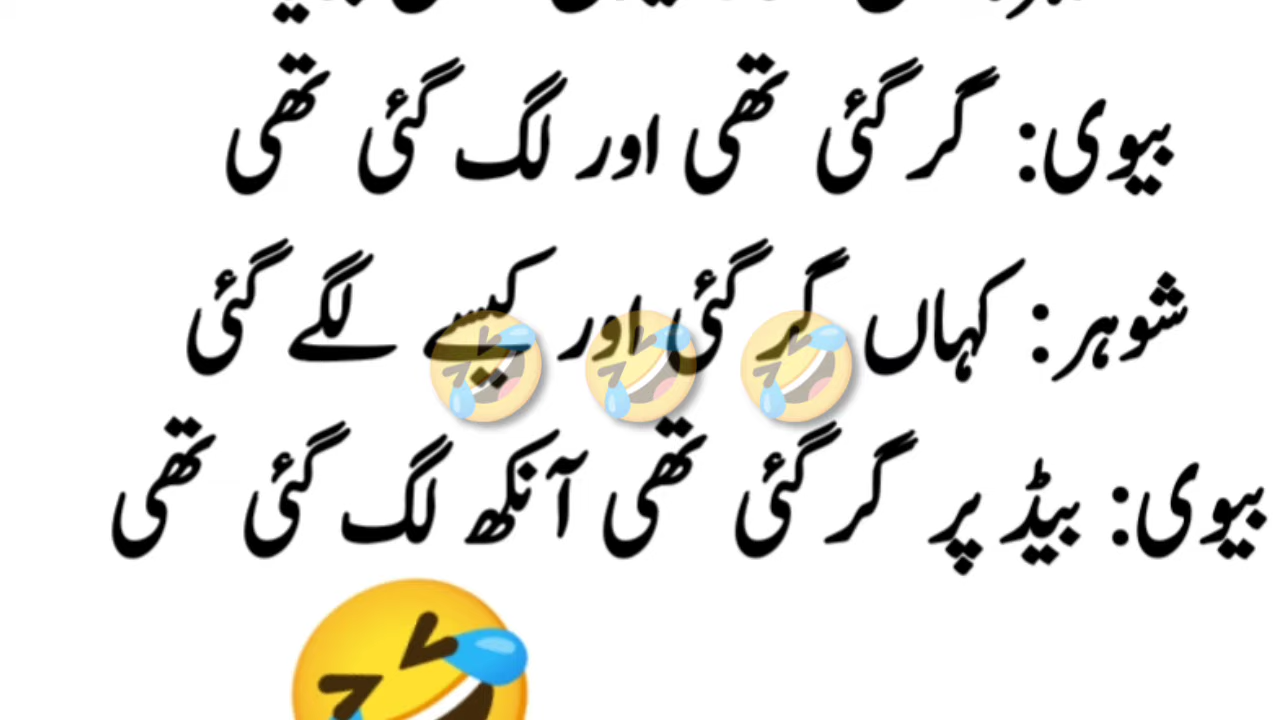 بیوی: گر گئی تھی اور لگ گئی تھی
شوہر: کہاں گر گئی اور کیسے لگے گئی
بیوی: بیڈ پر گر گئی تھی آنکھ لگ گئی تھی